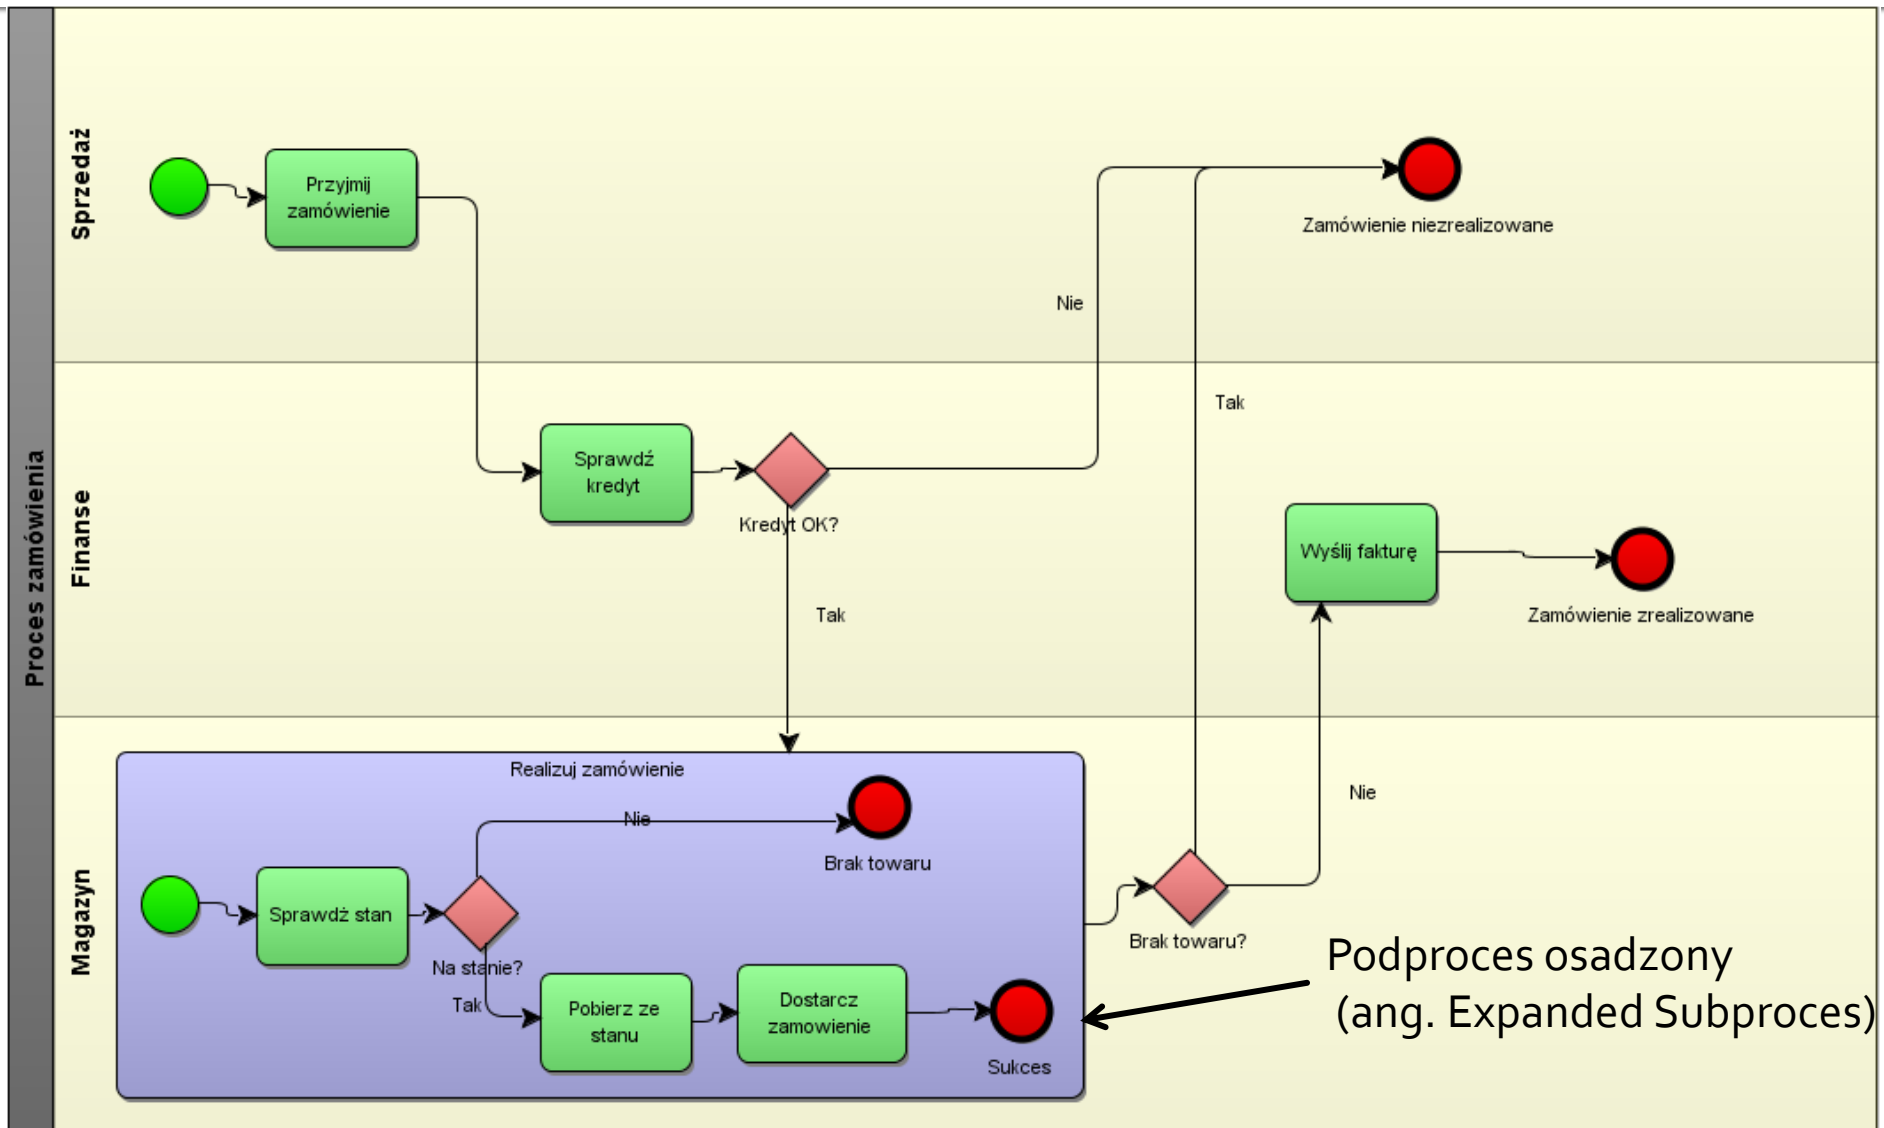 Proces zamówienia
Sprzedaż
Przyjmij
zamówienie
Zamówienie niezrealizowane
Nie
Finanse
Tak
Sprawdź
kredyt
Kredyt OK?
Wyślij fakturę
Tak
Zamówienie zrealizowane
Magazyn
Realizuj zamówienie
Nie
Nie
Brak towaru
Sprawdż stan
Na stanie?
Brak towaru?
Tak
Pobierz ze
stanu
Dostarcz
zamowienie
Sukces
Podproces osadzony
(ang. Expanded Subproces)